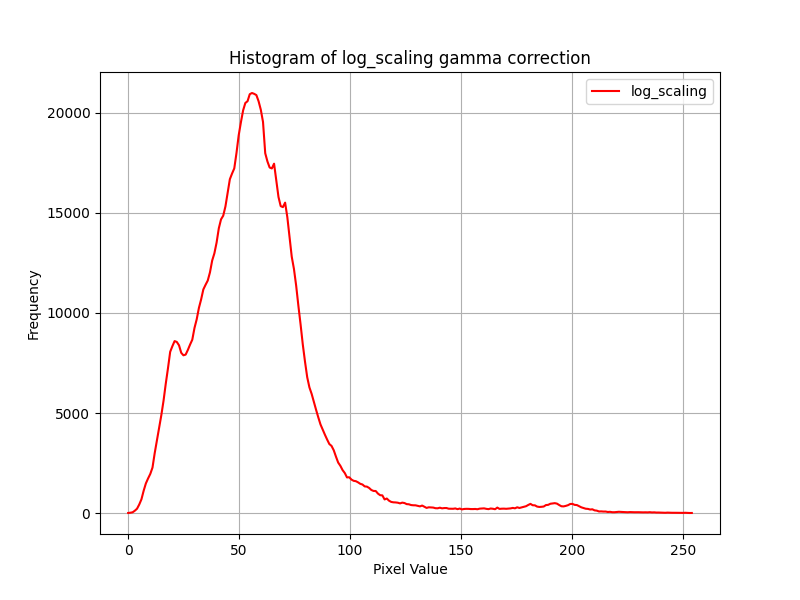 Histogram of log_scaling gamma correction
log_scaling
Frequency
20000
15000
10000
5000
0
0 50 100 150 200 250
Pixel Value